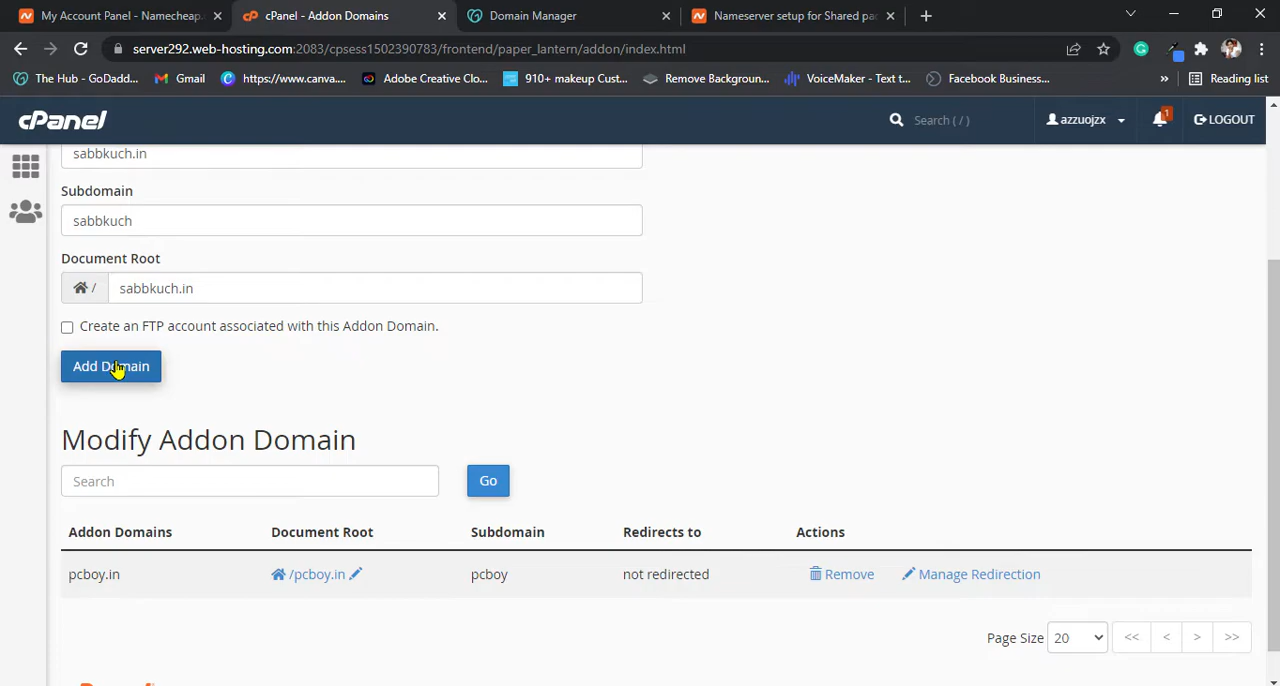 My Account Panel - Namecheap.
cPanel - Addon Domains
Domain Manager
Nameserver setup for Shared pac
server292.web-hosting.com:2083/cpsess1502390783/frontend/paper_lantern/addon/index.html
The Hub - GoDadd...
Gmail
https://www.canva....
Adobe Creative Clo...
910+ makeup Cust...
Remove Backgroun...
VoiceMaker - Text t...
Facebook Business...
»
Reading list
cPanel
Search ( / )
azzuojzx
1
LOGOUT
sabbkuch.in
Subdomain
sabbkuch
Document Root
/
sabbkuch.in
Create an FTP account associated with this Addon Domain.
Add Domain
Modify Addon Domain
Search
Go
Addon Domains Document Root Subdomain Redirects to Actions
pcboy.in /pcboy.in pcboy not redirected Remove Manage Redirection
Page Size 20 << < > >>